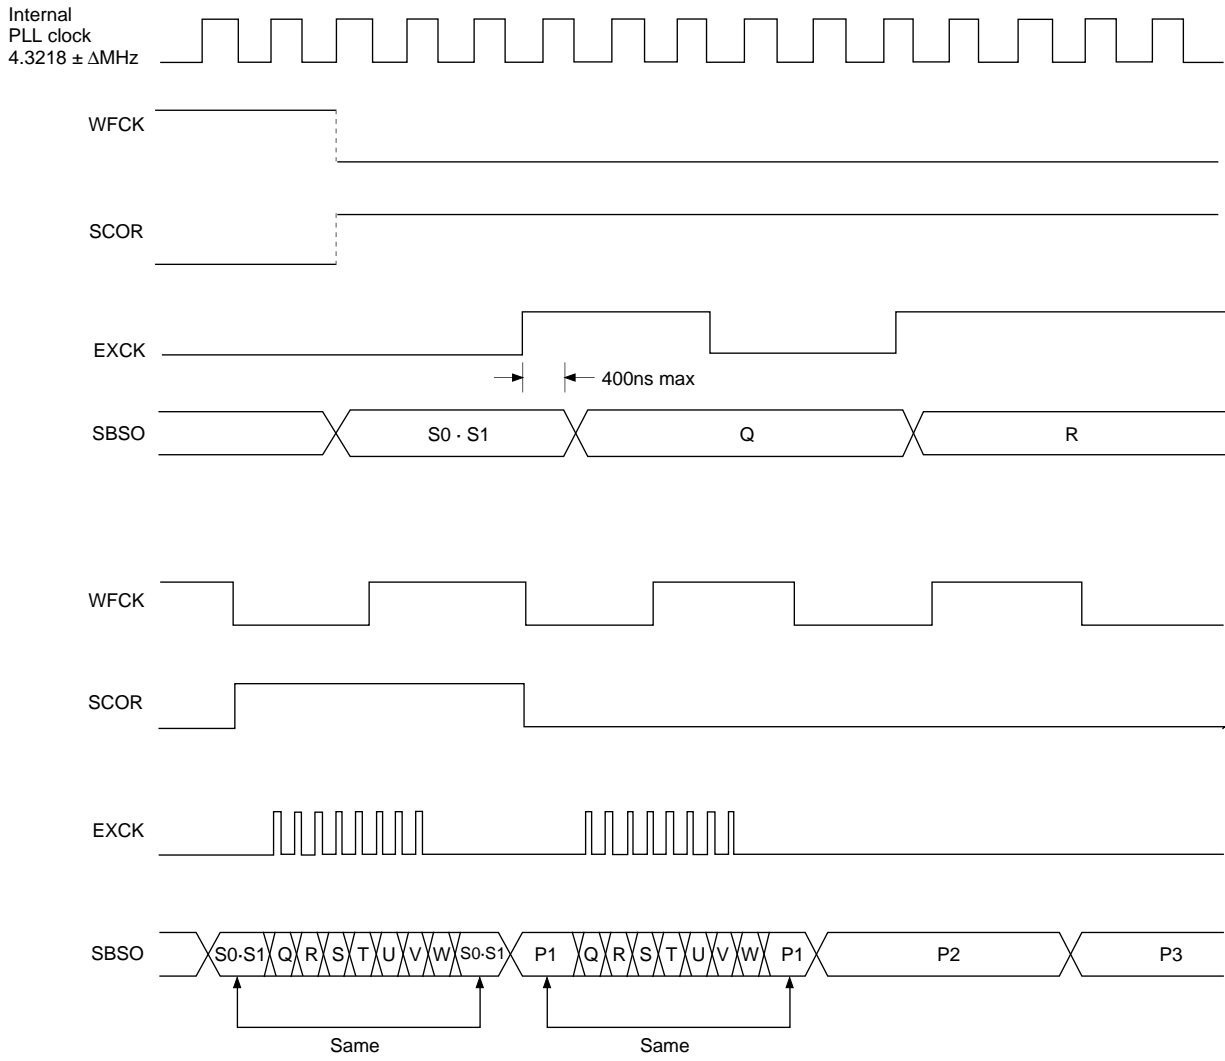 Internal
PLL clock
4.3218 ± ΔMHz
WFCK
SCOR
EXCK
400ns max
SBSO
S0 · S1
Q
R
WFCK
SCOR
EXCK
SBSO
S0·S1 Q R S T U V W S0·S1 P1 Q R S T U V W P1 P2 P3
Same
Same